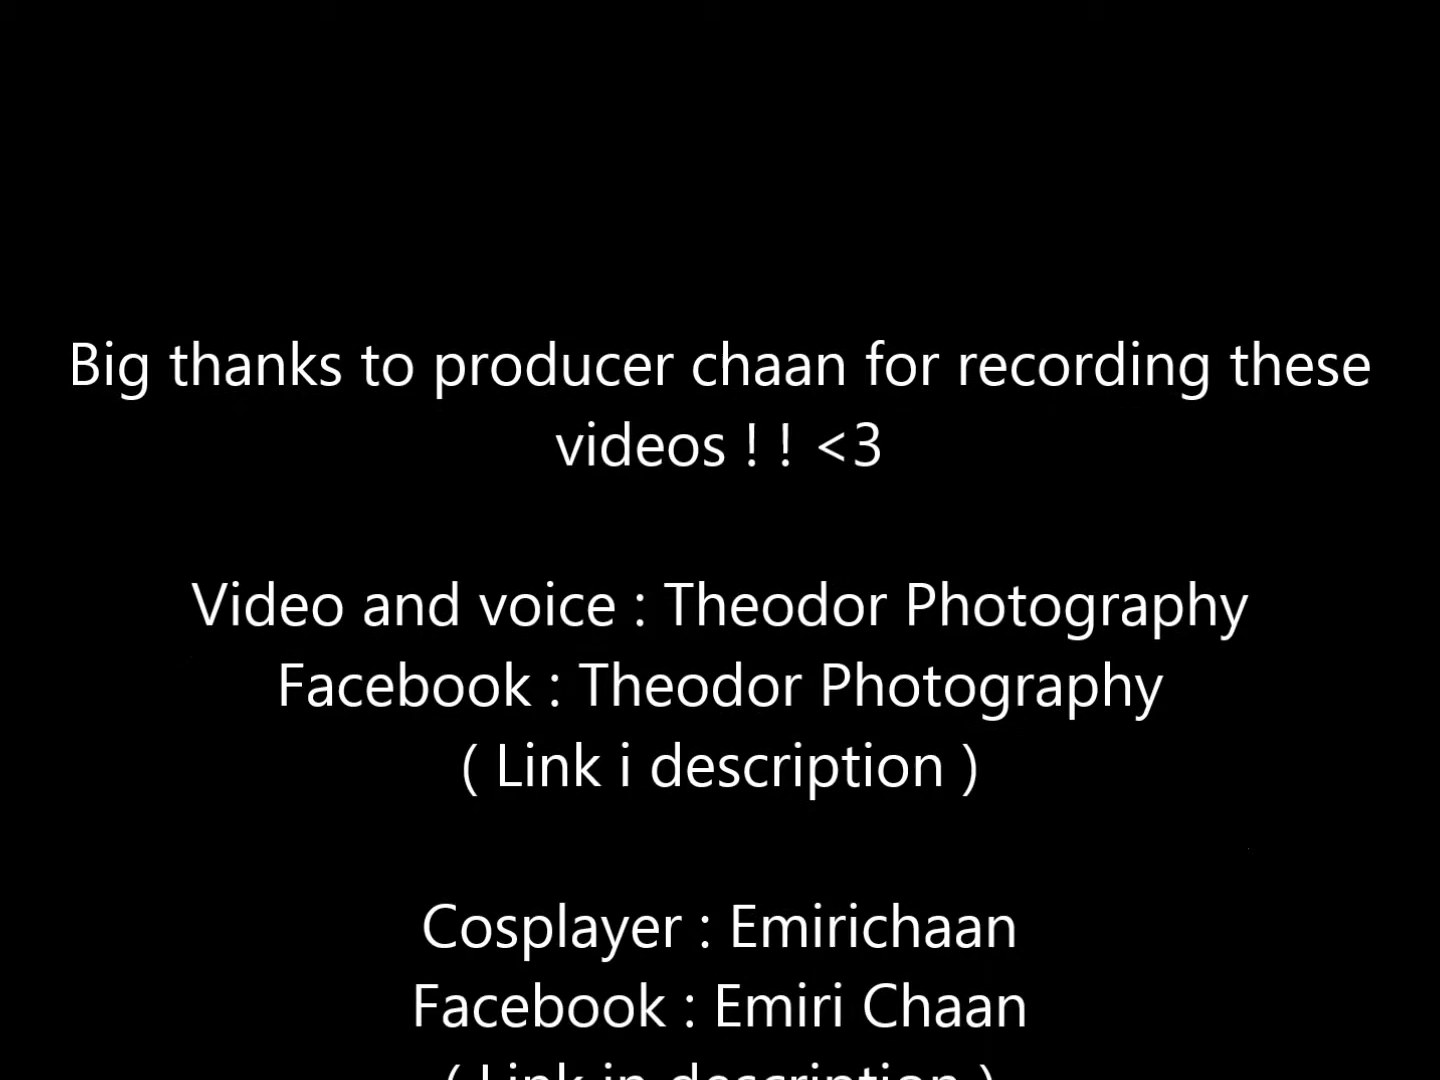 Big thanks to producer chaan for recording these
videos ! ! <3
Video and voice : Theodor Photography
Facebook : Theodor Photography
( Link i description )
Cosplayer : Emirichaan
Facebook : Emiri Chaan
( Link in description )